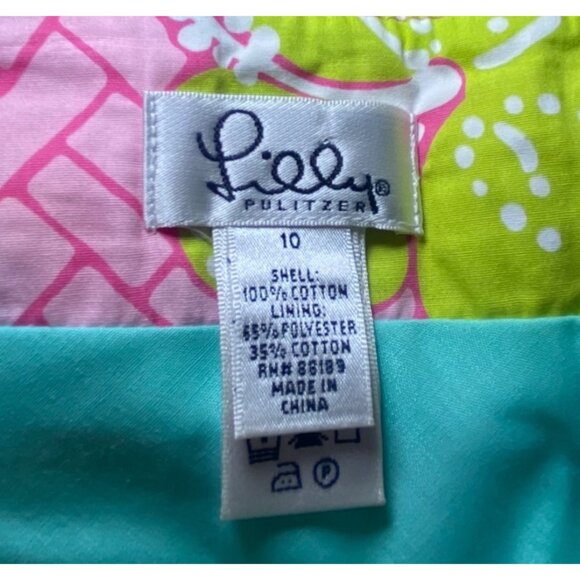 Lilly®
PULITZER
10
SHELL:
100% COTTON
LINING:
65% POLYESTER
35% COTTON
RN# 88189
MADE IN
CHINA
P